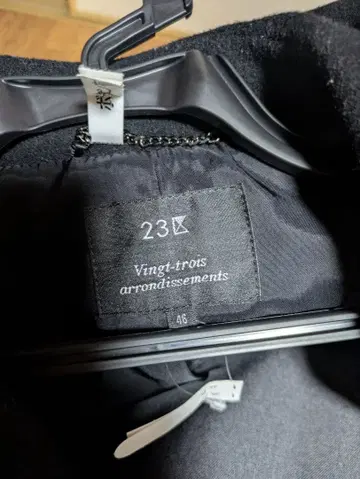 23区
Vingt-trois
arrondissements
46